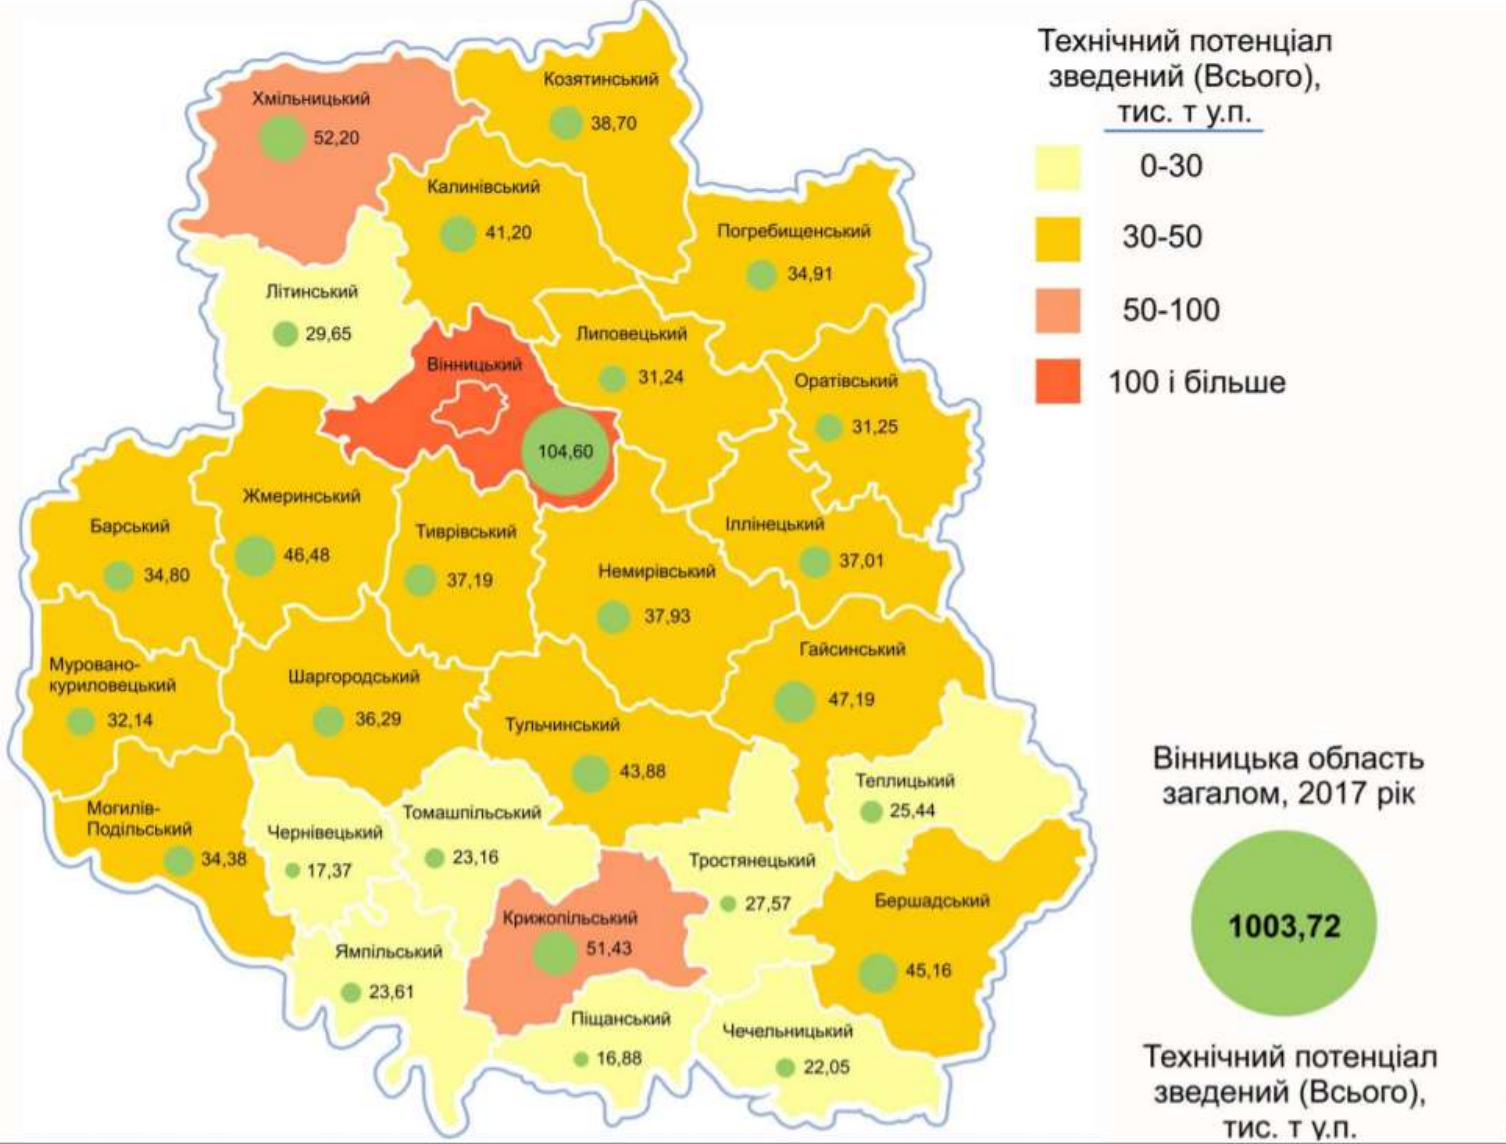 Технічний потенціал
зведений (Всього),
тис. т у.п.
0-30
30-50
50-100
100 і більше
Козятинський
38,70
Хмільницький
52,20
Калинівський
41,20
Погребищенський
34,91
Літинський
29,65
Липовецький
31,24
Вінницький
104,60
Оратівський
31,25
Жмеринський
46,48
Барський
34,80
Тиврівський
37,19
Іллінецький
37,01
Немирівський
37,93
Гайсинський
47,19
Муровано-
куриловецький
32,14
Шаргородський
36,29
Тульчинський
43,88
Теплицький
25,44
Могилів-
Подільський
34,38
Чернівецький
17,37
Томашпільський
23,16
Тростянецький
27,57
Бершадський
45,16
Крижопільський
51,43
Ямпільський
23,61
Піщанський
16,88
Чечельницький
22,05
Вінницька область
загалом, 2017 рік
1003,72
Технічний потенціал
зведений (Всього),
тис. т у.п.